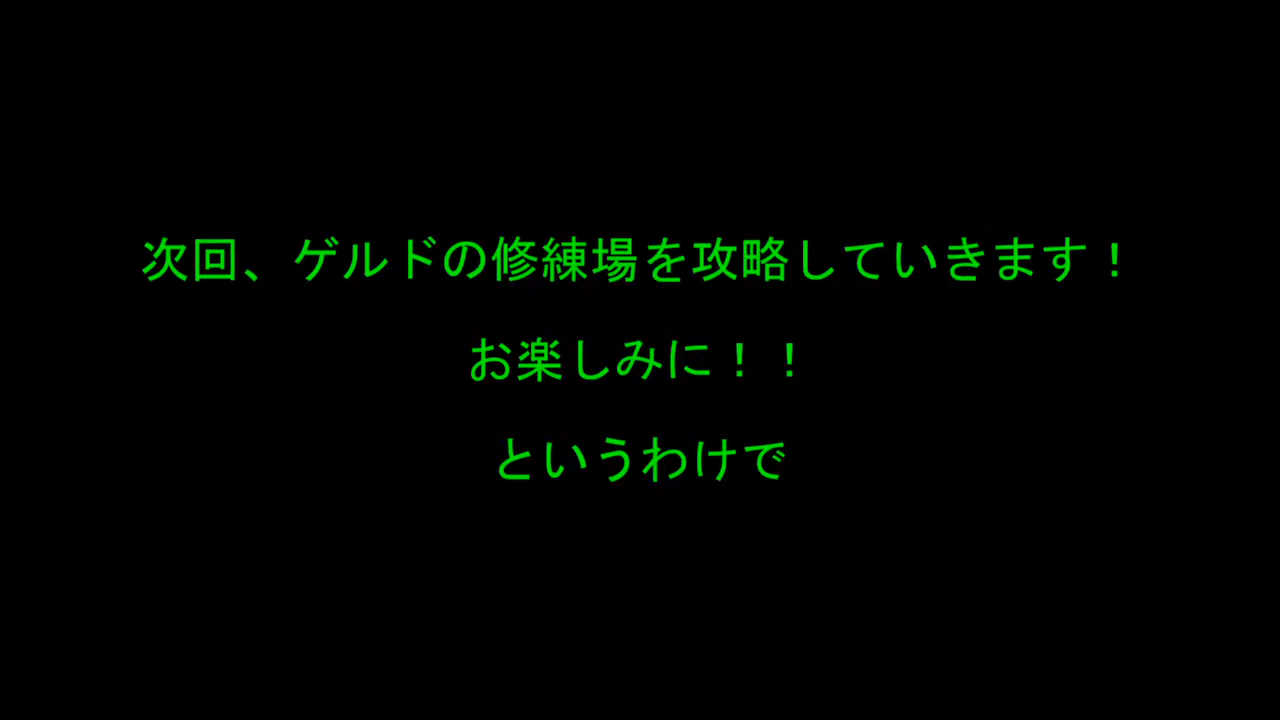 次回、ゲルドの修練場を攻略していきます！
お楽しみに！！
というわけで